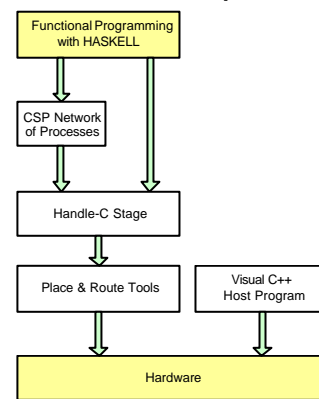 Functional Programming
with HASKELL
CSP Network
of Processes
Handle-C Stage
Place & Route Tools
Visual C++
Host Program
Hardware